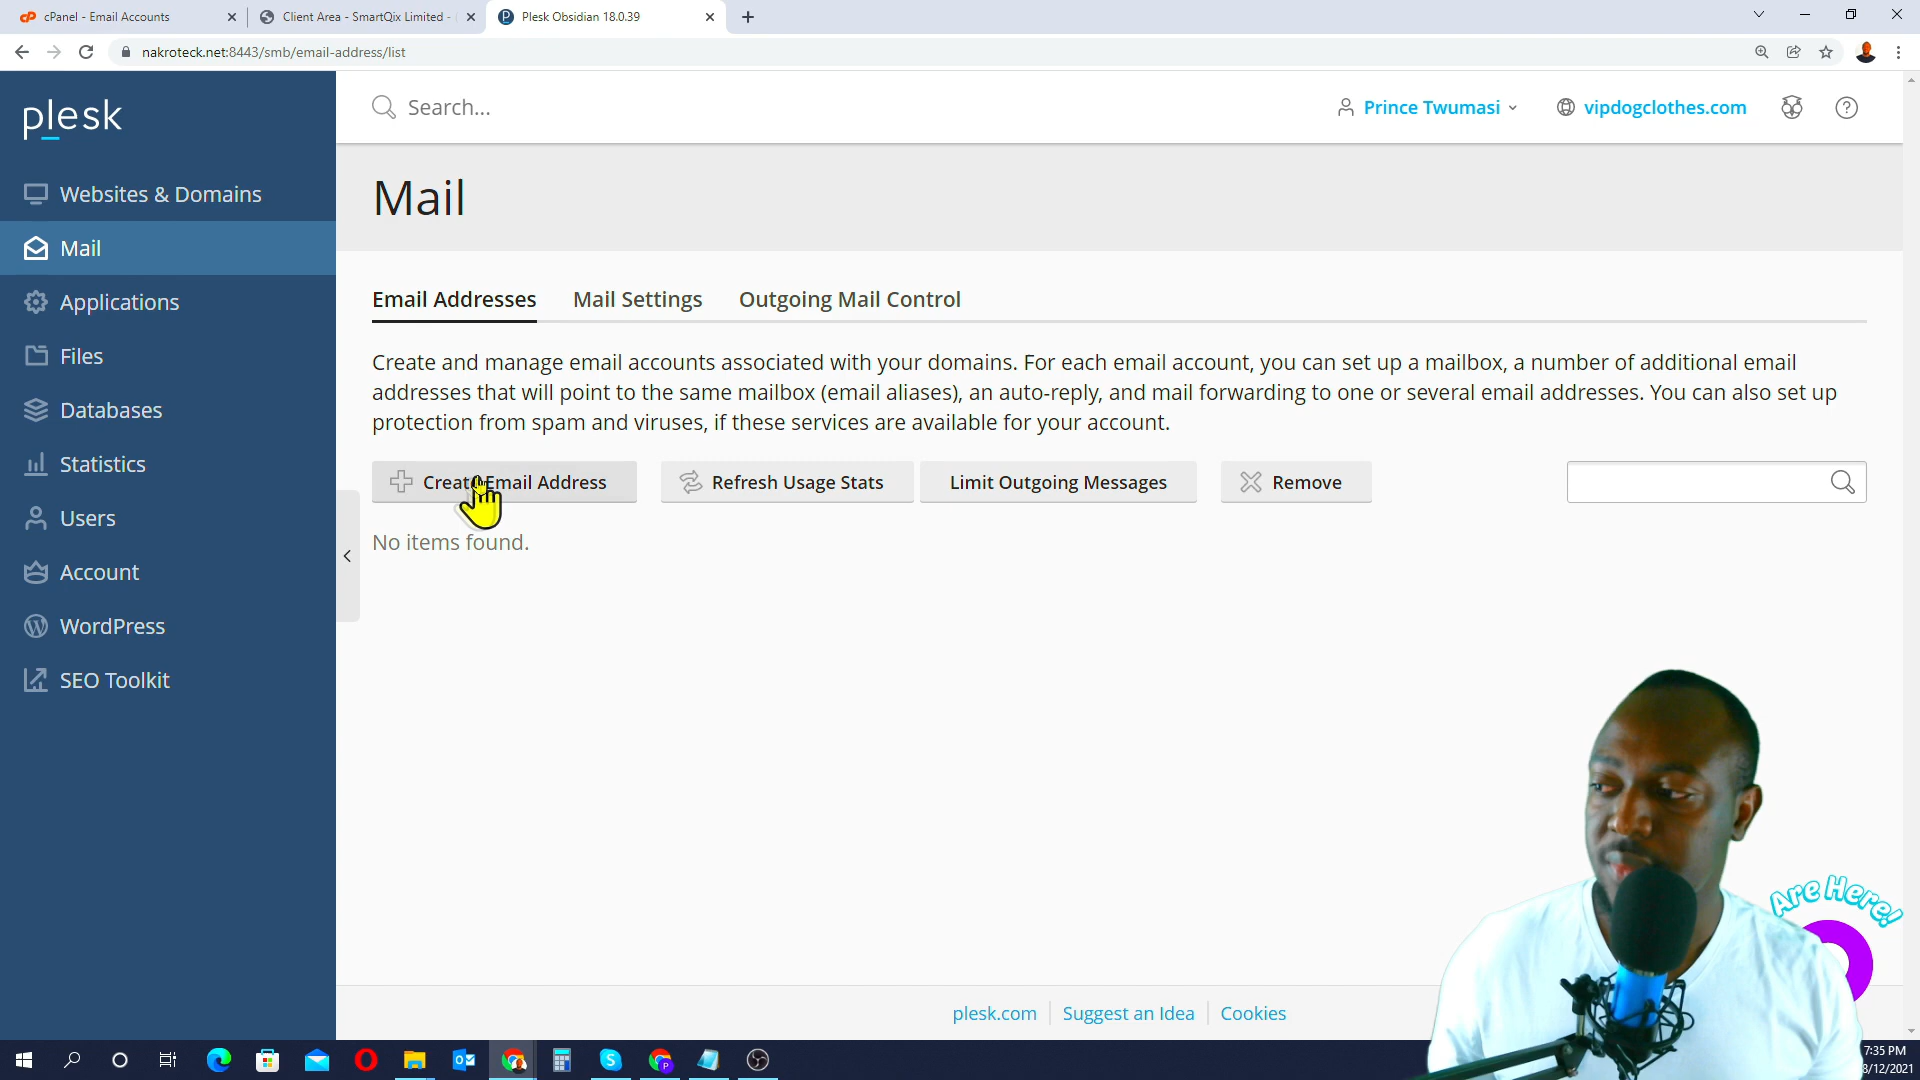 cPanel - Email Accounts
Client Area - SmartQix Limited -
Plesk Obsidian 18.0.39
nakroteck.net:8443/smb/email-address/list
plesk
Search...
Prince Twumasi
vipdogclothes.com
Websites & Domains
Mail
Applications
Files
Databases
Statistics
Users
Account
WordPress
SEO Toolkit
Mail
Email Addresses
Mail Settings
Outgoing Mail Control
Create and manage email accounts associated with your domains. For each email account, you can set up a mailbox, a number of additional email
addresses that will point to the same mailbox (email aliases), an auto-reply, and mail forwarding to one or several email addresses. You can also set up
protection from spam and viruses, if these services are available for your account.
Create Email Address
Refresh Usage Stats
Limit Outgoing Messages
Remove
No items found.
Are Here!
plesk.com
Suggest an Idea
Cookies
7:35 PM
8/12/2021